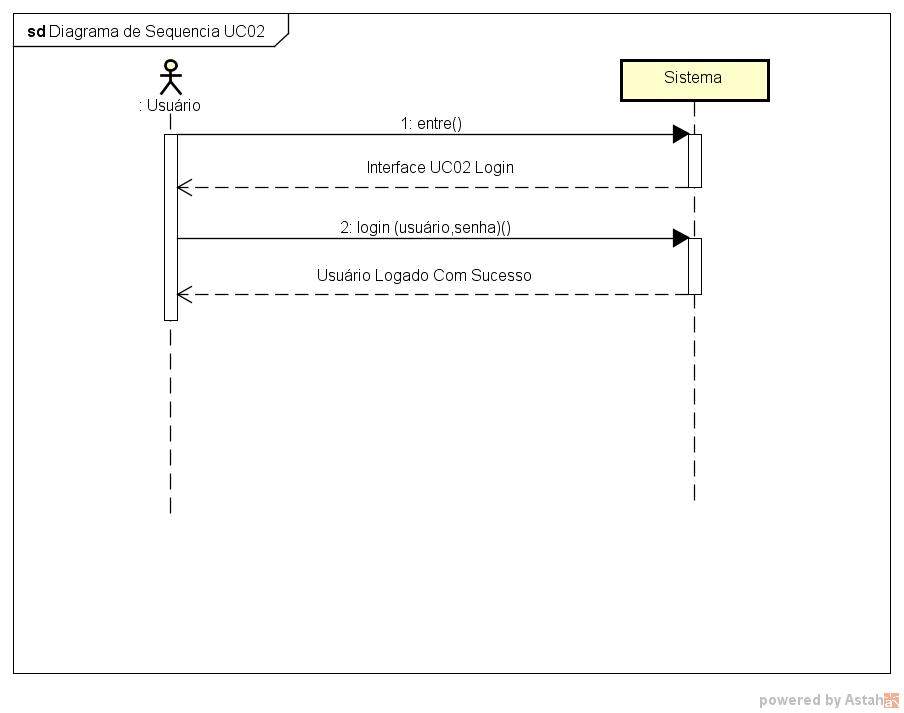 sd Diagrama de Sequencia UC02
: Usuário
Sistema
1: entre()
Interface UC02 Login
2: login (usuário,senha)()
Usuário Logado Com Sucesso
powered by Astah